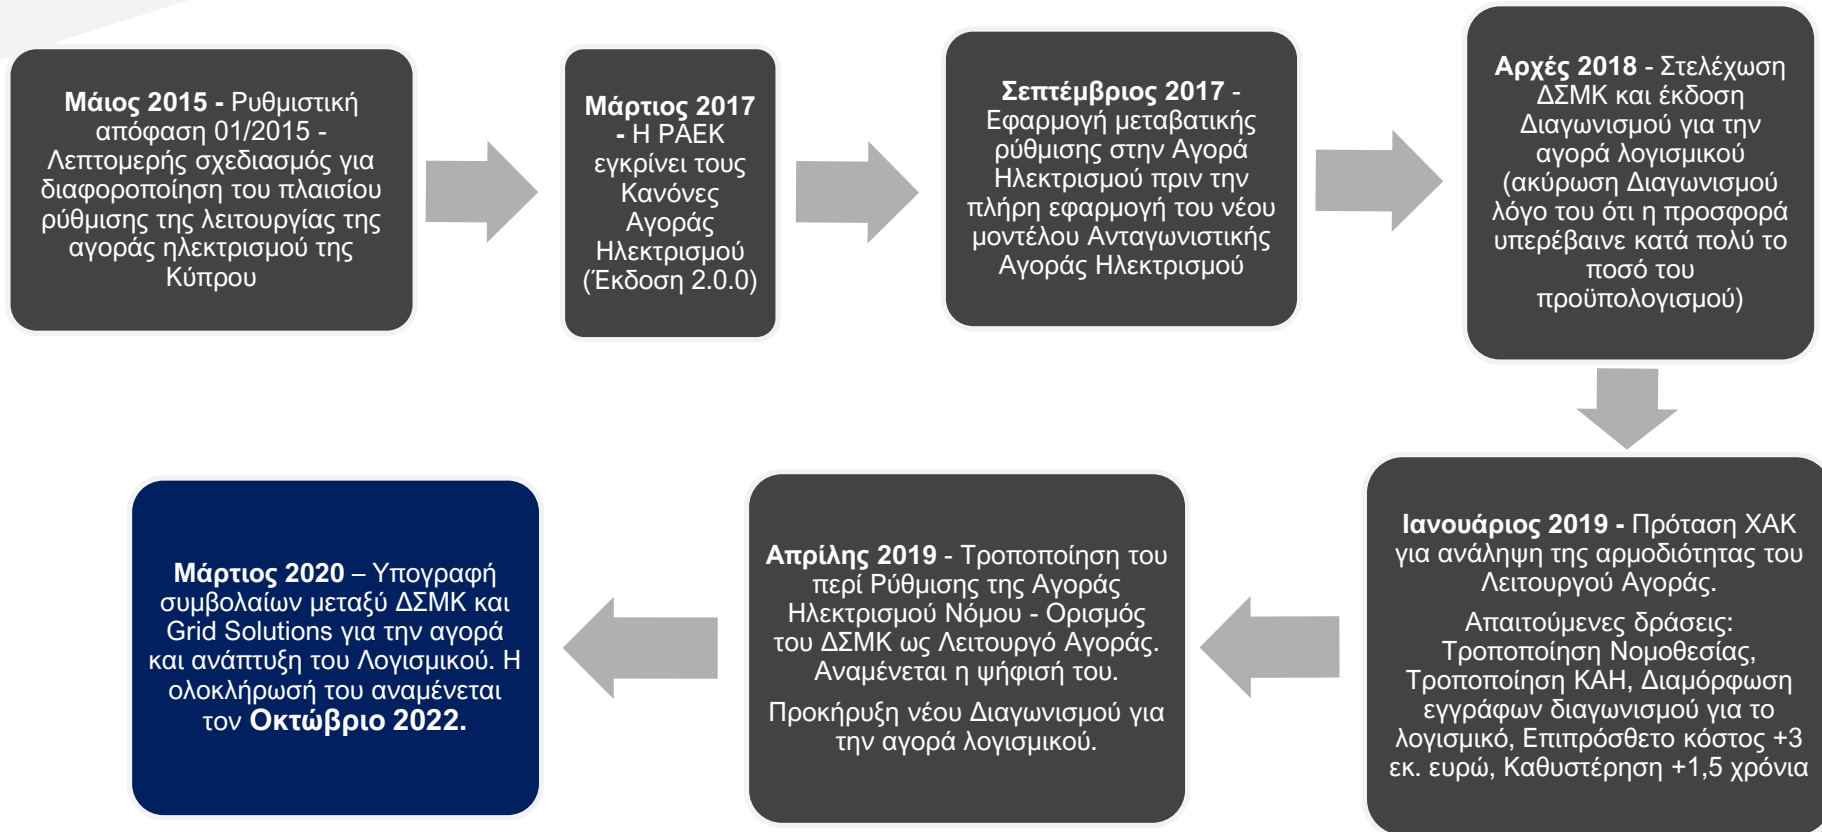 Μάιος 2015 - Ρυθμιστική
απόφαση 01/2015 -
Λεπτομερής σχεδιασμός για
διαφοροποίηση του πλαισίου
ρύθμισης της λειτουργίας της
αγοράς ηλεκτρισμού της
Κύπρου
Μάρτιος 2017
- Η ΡΑΕΚ
εγκρίνει τους
Κανόνες
Αγοράς
Ηλεκτρισμού
(Έκδοση 2.0.0)
Σεπτέμβριος 2017 -
Εφαρμογή μεταβατικής
ρύθμισης στην Αγορά
Ηλεκτρισμού πριν την
πλήρη εφαρμογή του νέου
μοντέλου Ανταγωνιστικής
Αγοράς Ηλεκτρισμού
Αρχές 2018 - Στελέχωση
ΔΣΜΚ και έκδοση
Διαγωνισμού για την
αγορά λογισμικού
(ακύρωση Διαγωνισμού
λόγο του ότι η προσφορά
υπερέβαινε κατά πολύ το
ποσό του
προϋπολογισμού)
Ιανουάριος 2019 - Πρόταση ΧΑΚ
για ανάληψη της αρμοδιότητας του
Λειτουργού Αγοράς.
Απαιτούμενες δράσεις:
Τροποποίηση Νομοθεσίας,
Τροποποίηση ΚΑΗ, Διαμόρφωση
εγγράφων διαγωνισμού για το
λογισμικό, Επιπρόσθετο κόστος +3
εκ. ευρώ, Καθυστέρηση +1,5 χρόνια
Απρίλης 2019 - Τροποποίηση του
περί Ρύθμισης της Αγοράς
Ηλεκτρισμού Νόμου - Ορισμός
του ΔΣΜΚ ως Λειτουργό Αγοράς.
Αναμένεται η ψήφισή του.
Προκήρυξη νέου Διαγωνισμού για
την αγορά λογισμικού.
Μάρτιος 2020 – Υπογραφή
συμβολαίων μεταξύ ΔΣΜΚ και
Grid Solutions για την αγορά
και ανάπτυξη του Λογισμικού. Η
ολοκλήρωσή του αναμένεται
τον Οκτώβριο 2022.